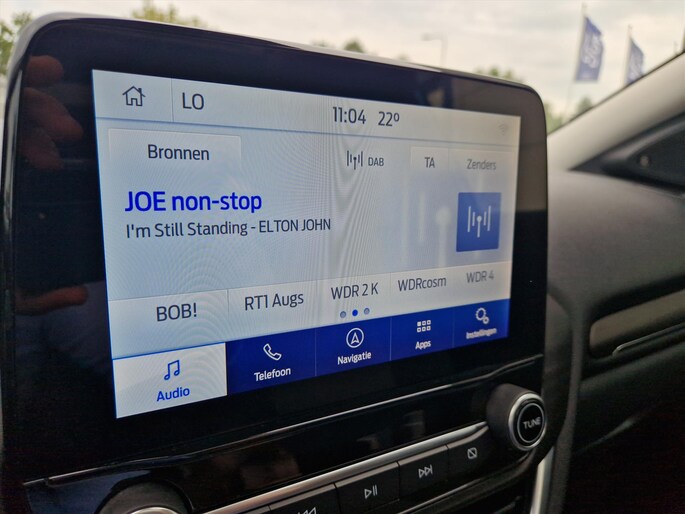 LO
11:04 22°
Bronnen
DAB
TA
Zenders
JOE non-stop
I'm Still Standing - ELTON JOHN
BOB!
RT1 Augs
WDR 2 K
WDRcosm
WDR 4
Audio
Telefoon
Navigatie
Apps
Instellingen
TUNE